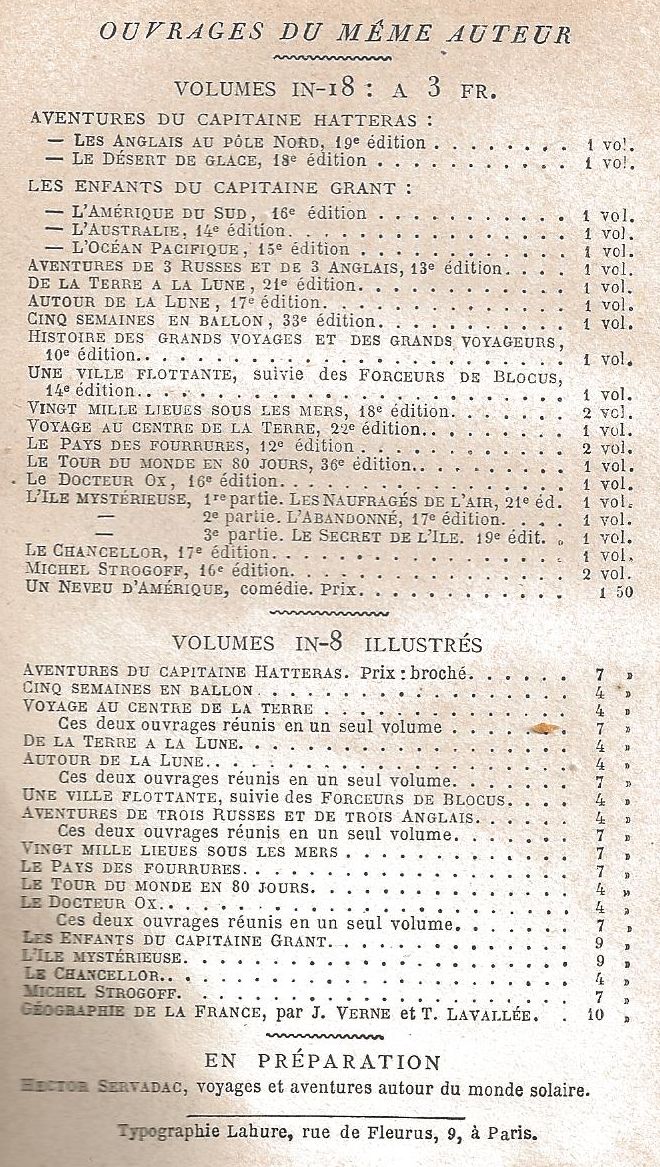 OUVRAGES DU MÊME AUTEUR
VOLUMES IN-18 : A 3 FR.
AVENTURES DU CAPITAINE HATTERAS :
— LES ANGLAIS AU PÔLE NORD, 19e édition . . . . . . . . 1 vol.
— LE DÉSERT DE GLACE, 18e édition . . . . . . . . . . . 1 vol.
LES ENFANTS DU CAPITAINE GRANT :
— L'AMÉRIQUE DU SUD, 16e édition . . . . . . . . . . . 1 vol.
— L'AUSTRALIE, 14e édition. . . . . . . . . . . . . . . . 1 vol.
— L'OCÉAN PACIFIQUE, 15e édition . . . . . . . . . . . . 1 vol.
AVENTURES DE 3 RUSSES ET DE 3 ANGLAIS, 13e édition. . . . 1 vol.
DE LA TERRE A LA LUNE, 21e édition. . . . . . . . . . . . 1 vol.
AUTOUR DE LA LUNE, 17e édition. . . . . . . . . . . . . . 1 vol.
CINQ SEMAINES EN BALLON, 33e édition. . . . . . . . . . . 1 vol.
HISTOIRE DES GRANDS VOYAGES ET DES GRANDS VOYAGEURS,
10e édition. . . . . . . . . . . . . . . . . . . . . . . . 1 vol.
UNE VILLE FLOTTANTE, suivie des FORCEURS DE BLOCUS,
14e édition. . . . . . . . . . . . . . . . . . . . . . . . 1 vol.
VINGT MILLE LIEUES SOUS LES MERS, 18e édition. . . . . . . 2 vol.
VOYAGE AU CENTRE DE LA TERRE, 22e édition. . . . . . . . . 1 vol.
LE PAYS DES FOURRURES, 12e édition . . . . . . . . . . . . 2 vol.
LE TOUR DU MONDE EN 80 JOURS, 36e édition. . . . . . . . . 1 vol.
LE DOCTEUR OX, 16e édition. . . . . . . . . . . . . . . . 1 vol.
L'ILE MYSTÉRIEUSE, 1re partie. LES NAUFRAGÉS DE L'AIR, 21e éd. 1 vol.
— 2e partie. L'ABANDONNÉ, 17e édition. . . . . 1 vol.
— 3e partie. LE SECRET DE L'ILE. 19e édit. . 1 vol.
LE CHANCELLOR, 17e édition. . . . . . . . . . . . . . . . 1 vol.
MICHEL STROGOFF, 16e édition. . . . . . . . . . . . . . . 2 vol.
UN NEVEU D'AMÉRIQUE, comédie. Prix. . . . . . . . . . . . 1 50
VOLUMES IN-8 ILLUSTRÉS
AVENTURES DU CAPITAINE HATTERAS. Prix : broché. . . . . . 7 »
CINQ SEMAINES EN BALLON. . . . . . . . . . . . . . . . . . 4 »
VOYAGE AU CENTRE DE LA TERRE . . . . . . . . . . . . . . . 4 »
Ces deux ouvrages réunis en un seul volume . . . . . . . 7 »
DE LA TERRE A LA LUNE. . . . . . . . . . . . . . . . . . . 4 »
AUTOUR DE LA LUNE. . . . . . . . . . . . . . . . . . . . . 4 »
Ces deux ouvrages réunis en un seul volume. . . . . . . 7 »
UNE VILLE FLOTTANTE, suivie des FORCEURS DE BLOCUS. . . . 4 »
AVENTURES DE TROIS RUSSES ET DE TROIS ANGLAIS. . . . . . . 4 »
Ces deux ouvrages réunis en un seul volume. . . . . . . 7 »
VINGT MILLE LIEUES SOUS LES MERS . . . . . . . . . . . . . 7 »
LE PAYS DES FOURRURES. . . . . . . . . . . . . . . . . . . 7 »
LE TOUR DU MONDE EN 80 JOURS. . . . . . . . . . . . . . . 4 »
LE DOCTEUR OX. . . . . . . . . . . . . . . . . . . . . . . 4 »
Ces deux ouvrages réunis en un seul volume. . . . . . . 7 »
LES ENFANTS DU CAPITAINE GRANT. . . . . . . . . . . . . . 9 »
L'ILE MYSTÉRIEUSE. . . . . . . . . . . . . . . . . . . . . 9 »
LE CHANCELLOR. . . . . . . . . . . . . . . . . . . . . . . 4 »
MICHEL STROGOFF. . . . . . . . . . . . . . . . . . . . . . 7 »
GÉOGRAPHIE DE LA FRANCE, par J. VERNE et T. LAVALLÉE. . 10 »
EN PRÉPARATION
HECTOR SERVADAC, voyages et aventures autour du monde solaire.
Typographie Lahure, rue de Fleurus, 9, à Paris.